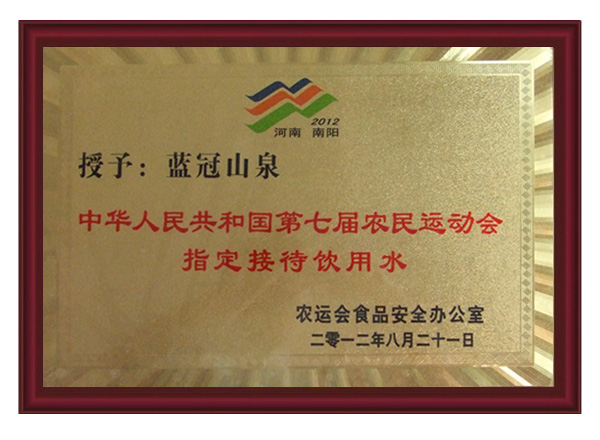 2012
河南 南阳
授予：蓝冠山泉
中华人民共和国第七届农民运动会
指定接待饮用水
农运会食品安全办公室
二零一二年八月二十一日